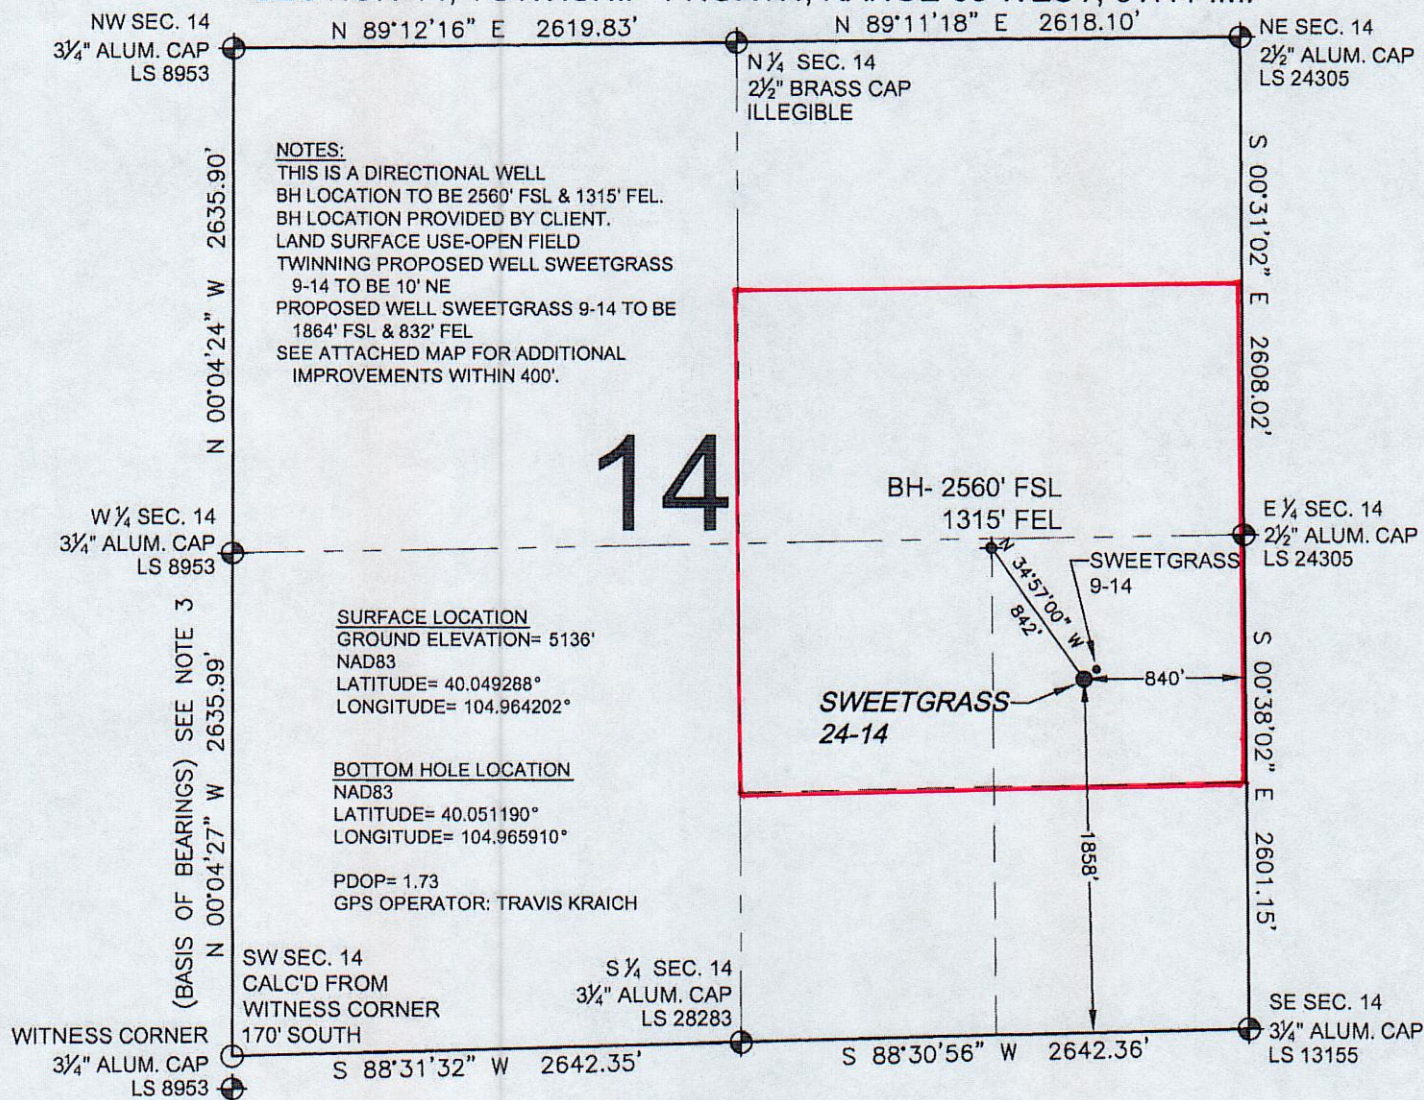 NW SEC. 14
3¼" ALUM. CAP
LS 8953
N 89°12'16" E 2619.83'
N 89°11'18" E 2618.10'
NE SEC. 14
2½" ALUM. CAP
LS 24305
N ¼ SEC. 14
2½" BRASS CAP
ILLEGIBLE
NOTES:
THIS IS A DIRECTIONAL WELL
BH LOCATION TO BE 2560' FSL & 1315' FEL.
BH LOCATION PROVIDED BY CLIENT.
LAND SURFACE USE-OPEN FIELD
TWINNING PROPOSED WELL SWEETGRASS
9-14 TO BE 10' NE
PROPOSED WELL SWEETGRASS 9-14 TO BE
1864' FSL & 832' FEL
SEE ATTACHED MAP FOR ADDITIONAL
IMPROVEMENTS WITHIN 400'.
N 00°04'24" W 2635.90'
S 00°31'02" E 2608.02'
14
BH- 2560' FSL
1315' FEL
W ¼ SEC. 14
3¼" ALUM. CAP
LS 8953
E ¼ SEC. 14
2½" ALUM. CAP
LS 24305
SWEETGRASS
9-14
N 34°57'00" W
842'
840'
SWEETGRASS
24-14
1858'
SURFACE LOCATION
GROUND ELEVATION= 5136'
NAD83
LATITUDE= 40.049288°
LONGITUDE= 104.964202°
BOTTOM HOLE LOCATION
NAD83
LATITUDE= 40.051190°
LONGITUDE= 104.965910°
PDOP= 1.73
GPS OPERATOR: TRAVIS KRAICH
(BASIS OF BEARINGS) SEE NOTE 3
N 00°04'27" W 2635.99'
S 00°38'02" E 2601.15'
SW SEC. 14
CALC'D FROM
WITNESS CORNER
170' SOUTH
WITNESS CORNER
3¼" ALUM. CAP
LS 8953
S ¼ SEC. 14
3¼" ALUM. CAP
LS 28283
S 88°31'32" W 2642.35'
S 88°30'56" W 2642.36'
SE SEC. 14
3¼" ALUM. CAP
LS 13155